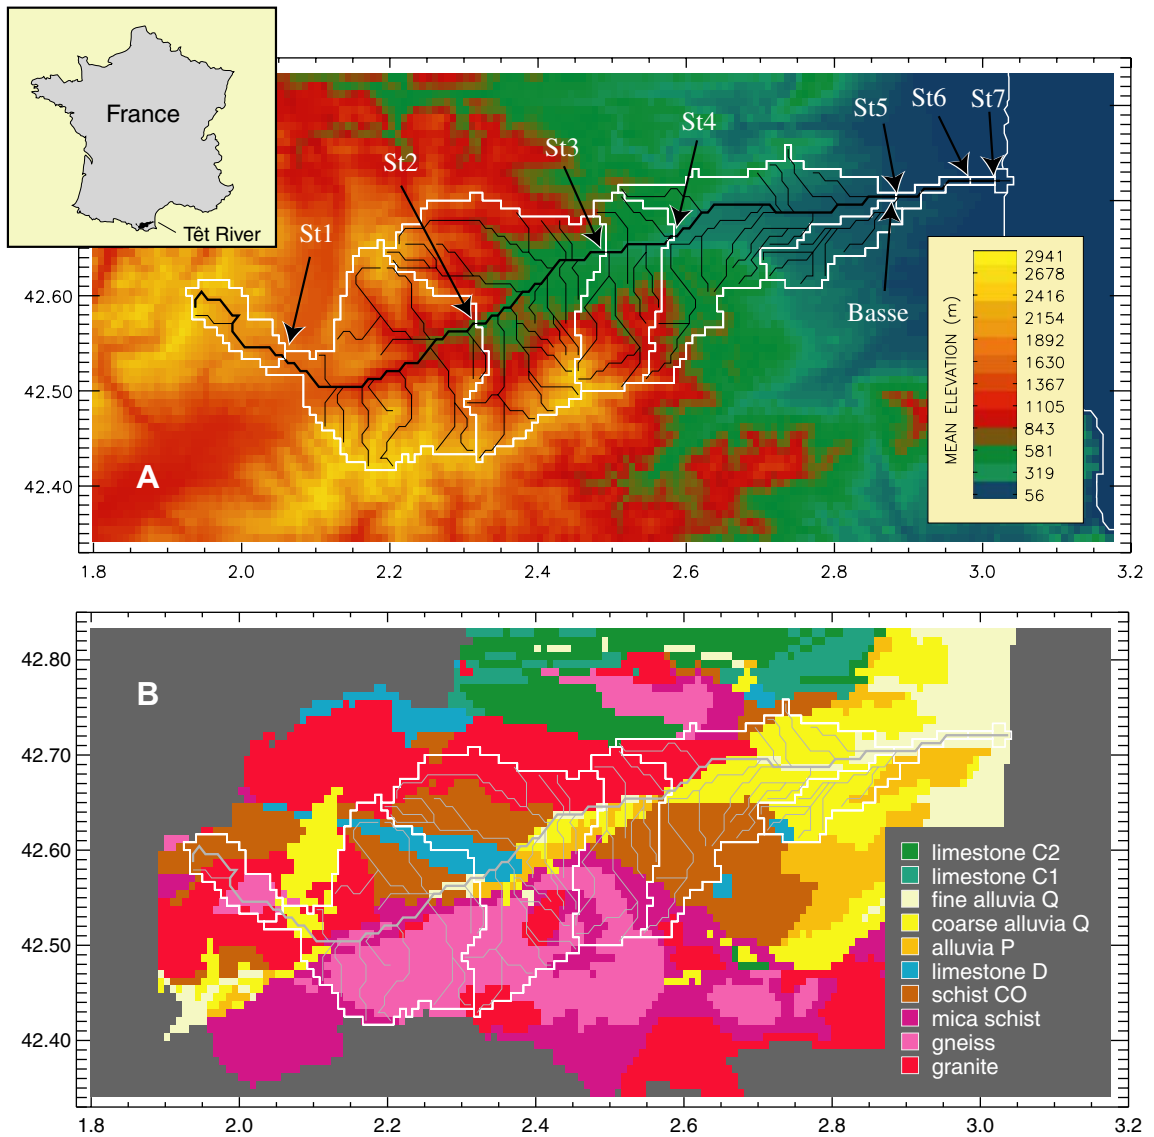 France
Têt River
St1
St2
St3
St4
St5
St6
St7
Basse
A
MEAN ELEVATION (m)
2941
2678
2416
2154
1892
1630
1367
1105
843
581
319
56
42.60
42.50
42.40
1.8 2.0 2.2 2.4 2.6 2.8 3.0 3.2
B
42.80
42.70
42.60
42.50
42.40
limestone C2
limestone C1
fine alluvia Q
coarse alluvia Q
alluvia P
limestone D
schist CO
mica schist
gneiss
granite
1.8 2.0 2.2 2.4 2.6 2.8 3.0 3.2